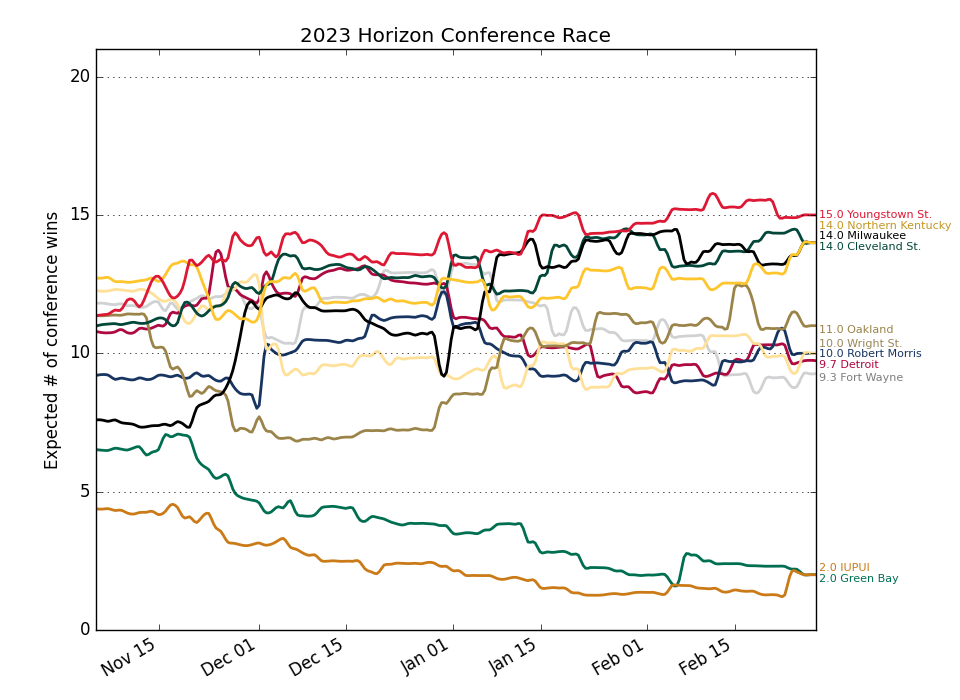 2023 Horizon Conference Race
Expected # of conference wins
20
15
10
5
0
Nov 15
Dec 01
Dec 15
Jan 01
Jan 15
Feb 01
Feb 15
15.0 Youngstown St.
14.0 Northern Kentucky
14.0 Milwaukee
14.0 Cleveland St.
11.0 Oakland
10.0 Wright St.
10.0 Robert Morris
9.7 Detroit
9.3 Fort Wayne
2.0 IUPUI
2.0 Green Bay